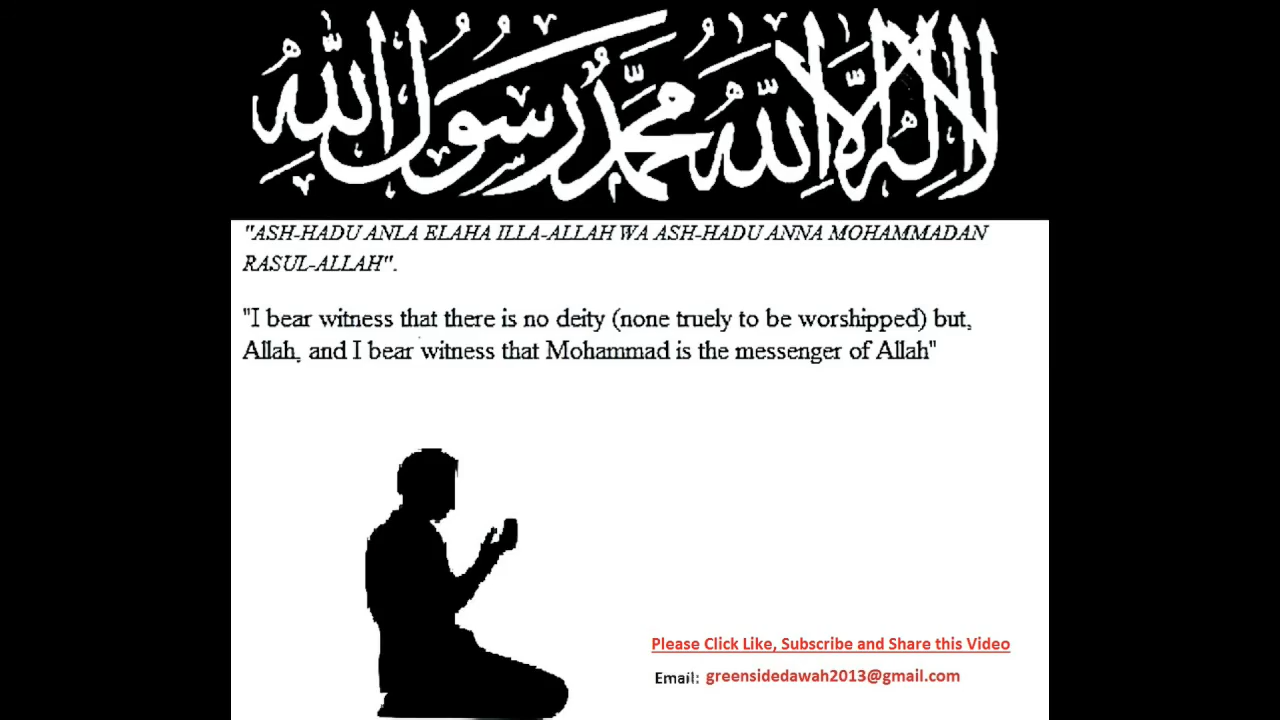 لا إله إلا الله محمد رسول الله
"ASH-HADU ANLA ELAHA ILLA-ALLAH WA ASH-HADU ANNA MOHAMMADAN
RASUL-ALLAH".
"I bear witness that there is no deity (none truely to be worshipped) but,
Allah, and I bear witness that Mohammad is the messenger of Allah"
Please Click Like, Subscribe and Share this Video
Email: greensidedawah2013@gmail.com